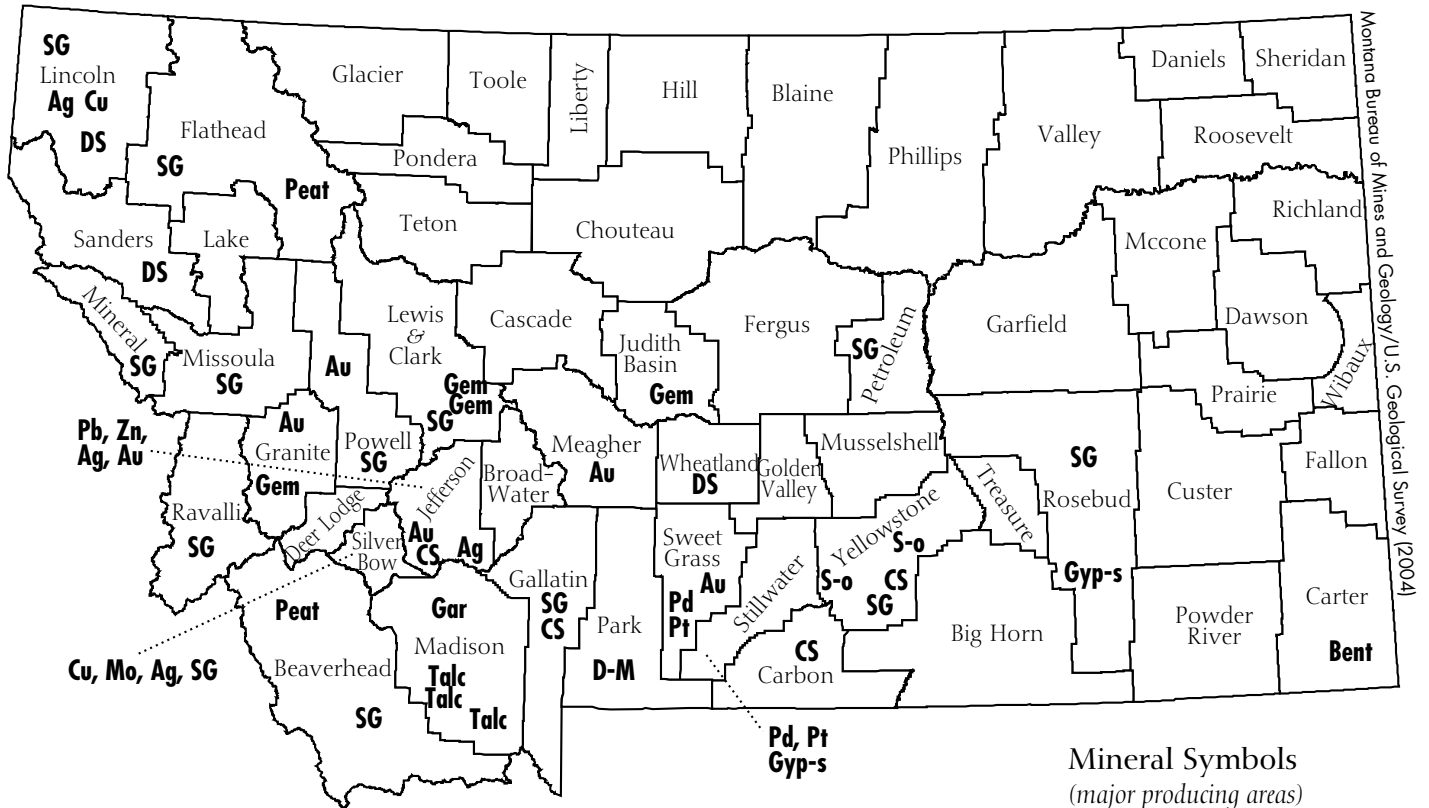 SG
Lincoln
Ag Cu
DS
Flathead
SG
Peat
Glacier
Toole
Liberty
Hill
Blaine
Phillips
Valley
Daniels
Sheridan
Roosevelt
Pondera
Teton
Chouteau
Richland
Mccone
Dawson
Wibaux
Prairie
Garfield
Sanders
DS
Lake
Mineral
SG
Missoula
SG
Au
Lewis
&
Clark
Gem
Gem
SG
Cascade
Judith
Basin
Gem
Fergus
SG
Petroleum
Pb, Zn,
Ag, Au
Au
Granite
Gem
Powell
SG
Ravalli
SG
Deer Lodge
Silver
Bow
Jefferson
Au
CS
Ag
Broad-
Water
Meagher
Au
Wheatland
DS
Golden
Valley
Musselshell
Treasure
SG
Rosebud
Gyp-s
Custer
Fallon
Carter
Bent
Powder
River
Big Horn
Yellowstone
S-o
S-o
CS
SG
Stillwater
Sweet
Grass
Au
Pd
Pt
CS
Carbon
Park
D-M
Gallatin
SG
CS
Gar
Madison
Talc
Talc
Talc
Peat
Beaverhead
SG
Cu, Mo, Ag, SG
Pd, Pt
Gyp-s
Mineral Symbols
(major producing areas)
Montana Bureau of Mines and Geology/U.S. Geological Survey (2004)